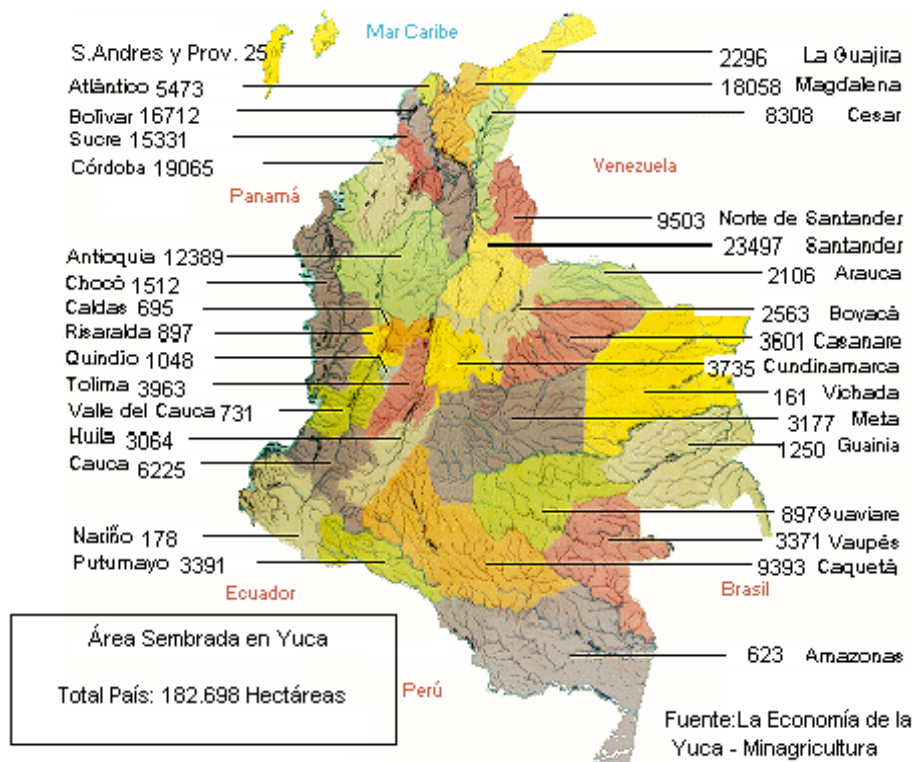 Mar Caribe
S.Andres y Prov. 25
Atlántico 5473
Bolívar 16712
Sucre 15331
Córdoba 19065
Panamá
Antioquia 12389
Chocó 1512
Caldas 695
Risaralda 897
Quindío 1048
Tolima 3963
Valle del Cauca 731
Huila 3064
Cauca 6225
Nariño 178
Putumayo 3391
Ecuador
2296 La Guajira
18058 Magdalena
8308 Cesar
Venezuela
9503 Norte de Santander
23497 Santander
2106 Arauca
2563 Boyacá
3601 Casanare
3735 Cundinamarca
161 Vichada
3177 Meta
1250 Guainia
897 Guaviare
3371 Vaupés
9393 Caquetá
Brasil
623 Amazonas
Perú
Área Sembrada en Yuca
Total País: 182.698 Hectáreas
Fuente:La Economía de la
Yuca - Minagricultura